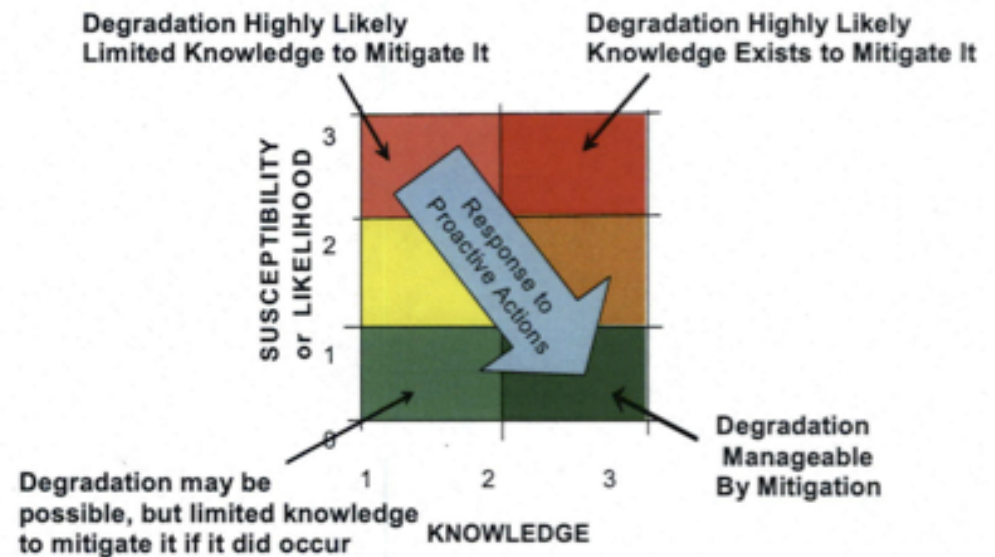 Degradation Highly Likely
Limited Knowledge to Mitigate It
Degradation Highly Likely
Knowledge Exists to Mitigate It
SUSCEPTIBILITY
or LIKELIHOOD
3
2
1
0
Response to
Proactive Actions
1
2
3
KNOWLEDGE
Degradation may be
possible, but limited knowledge
to mitigate it if it did occur
Degradation
Manageable
By Mitigation